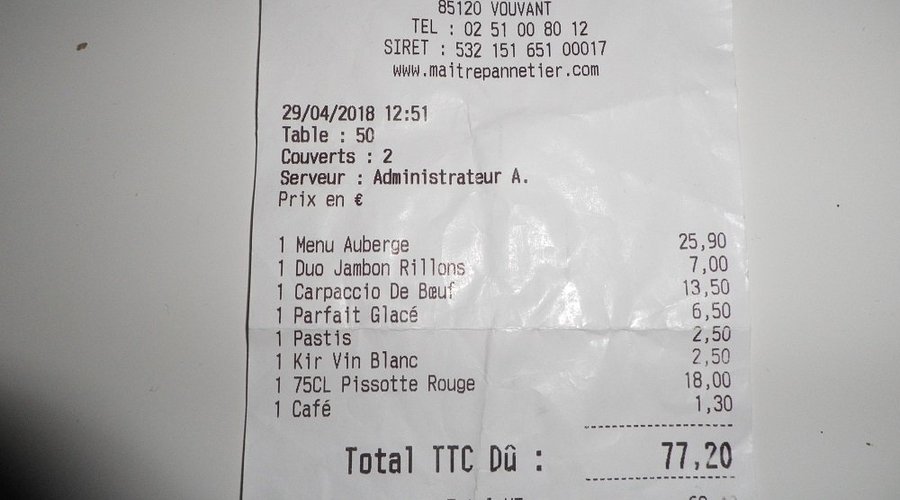 85120 VOUVANT
TEL : 02 51 00 80 12
SIRET : 532 151 651 00017
www.maitrepannetier.com
29/04/2018 12:51
Table : 50
Couverts : 2
Serveur : Administrateur A.
Prix en €
1 Menu Auberge 25,90
1 Duo Jambon Rillons 7,00
1 Carpaccio De Bœuf 13,50
1 Parfait Glacé 6,50
1 Pastis 2,50
1 Kir Vin Blanc 2,50
1 75CL Pissotte Rouge 18,00
1 Café 1,30
Total TTC Dû : 77,20